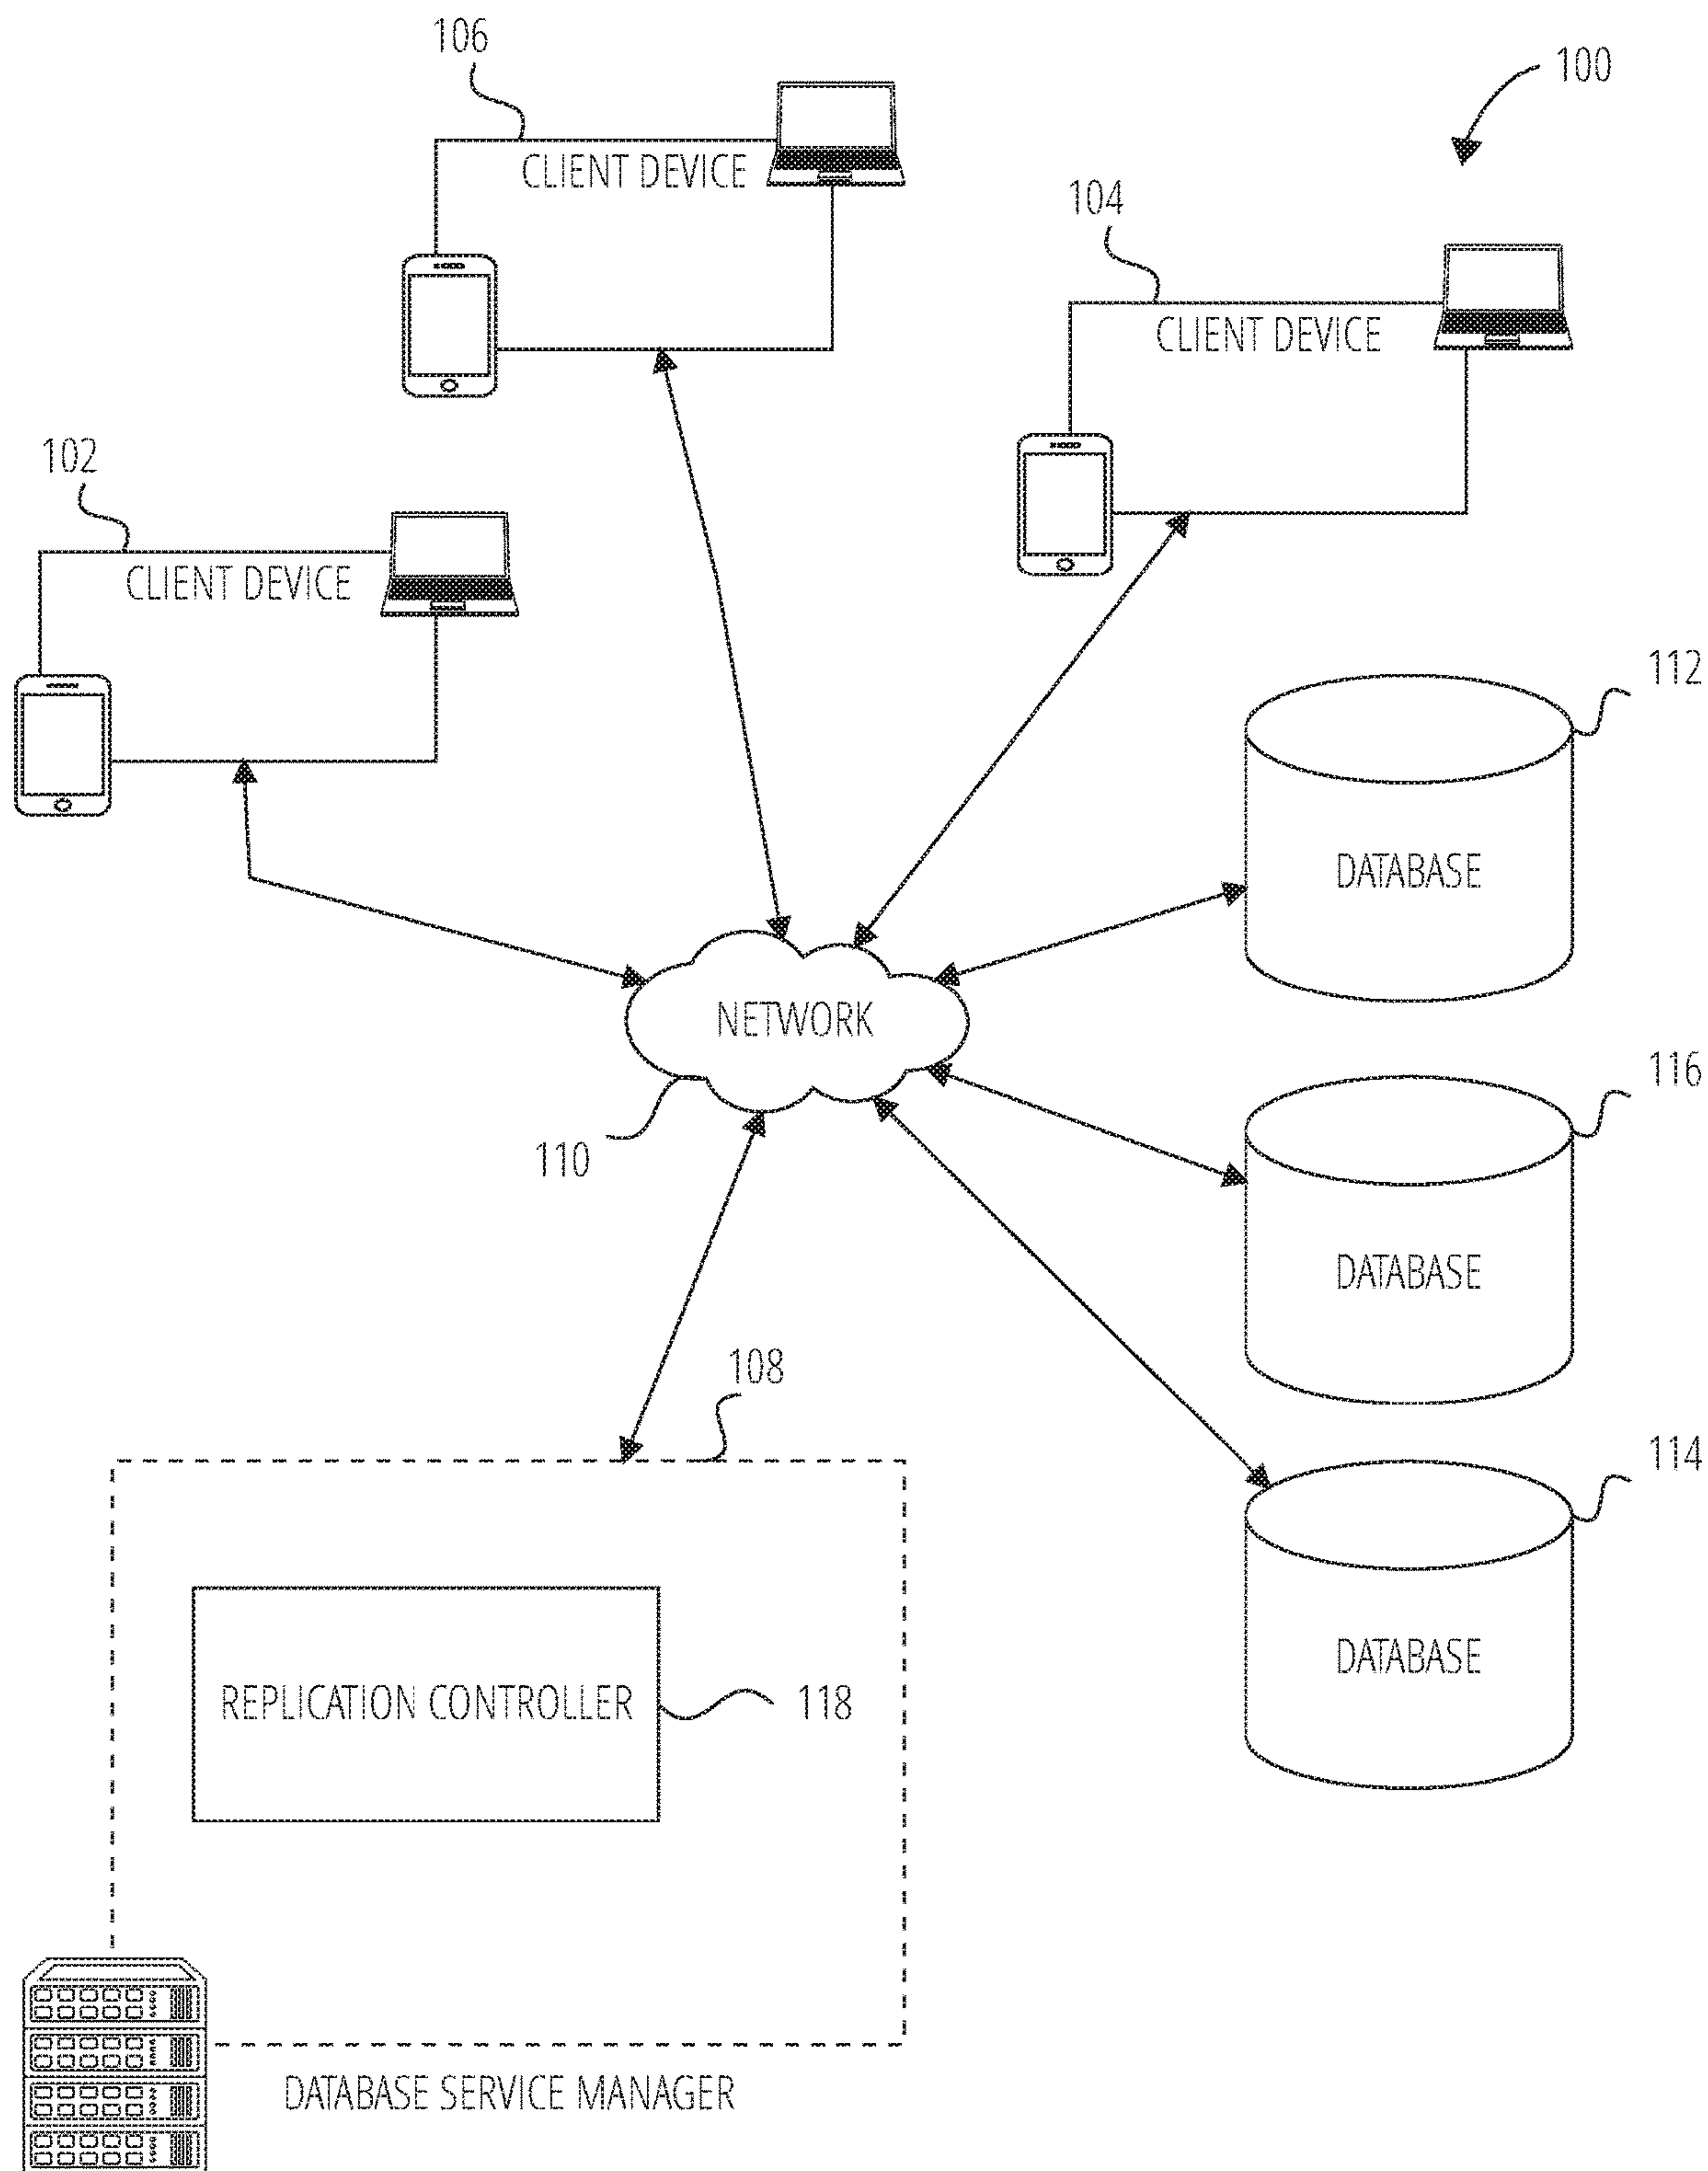 106
100
CLIENT DEVICE
104
CLIENT DEVICE
102
CLIENT DEVICE
112
DATABASE
NETWORK
116
110
DATABASE
108
114
DATABASE
REPLICATION CONTROLLER
118
DATABASE SERVICE MANAGER